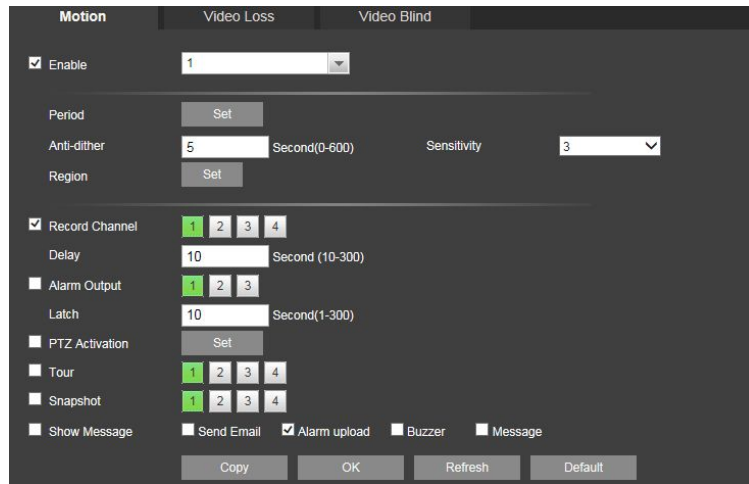 Motion Video Loss Video Blind
Enable 1
Period Set
Anti-dither 5 Second(0-600) Sensitivity 3
Region Set
Record Channel 1 2 3 4
Delay 10 Second (10-300)
Alarm Output 1 2 3
Latch 10 Second(1-300)
PTZ Activation Set
Tour 1 2 3 4
Snapshot 1 2 3 4
Show Message Send Email Alarm upload Buzzer Message
Copy OK Refresh Default